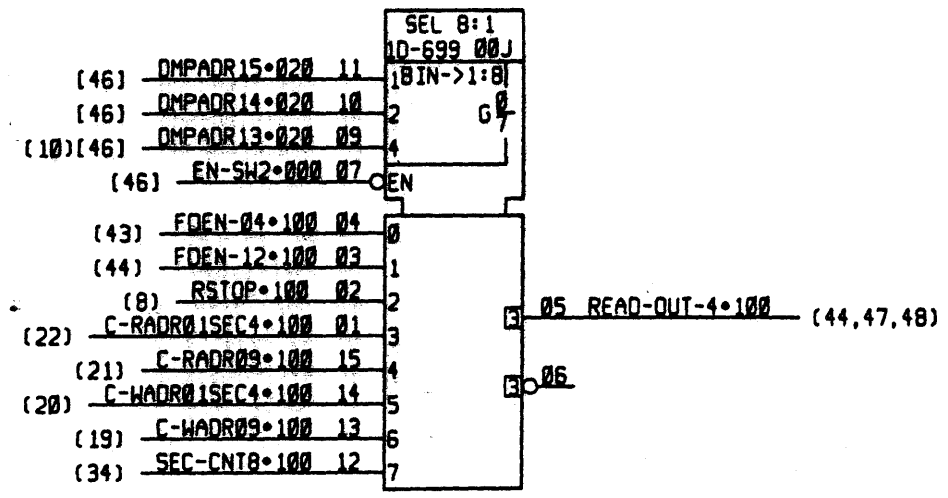 SEL 8:1
1D-699 00J
[46] DMPADR15•020 11 1 BIN->1:8
[46] DMPADR14•020 10 2 G 0/7
(10)[46] DMPADR13•020 09 4
[46] EN-SW2•000 07 EN
(43) FDEN-04•100 04 0
(44) FDEN-12•100 03 1
(8) RSTOP•100 02 2
3 05 READ-OUT-4•100 (44,47,48)
(22) C-RADR01SEC4•100 01 3
(21) C-RADR09•100 15 4
3 06
(20) C-WADR01SEC4•100 14 5
(19) C-WADR09•100 13 6
(34) SEC-CNT8•100 12 7